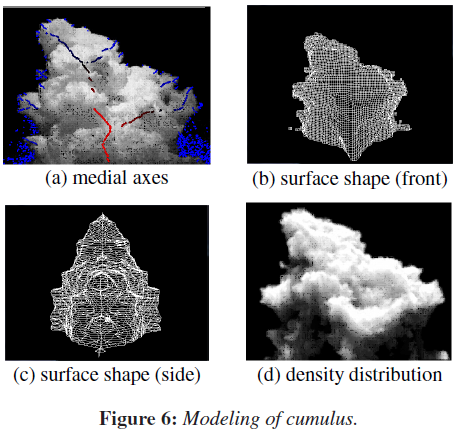 (a) medial axes
(b) surface shape (front)
(c) surface shape (side)
(d) density distribution
Figure 6: Modeling of cumulus.